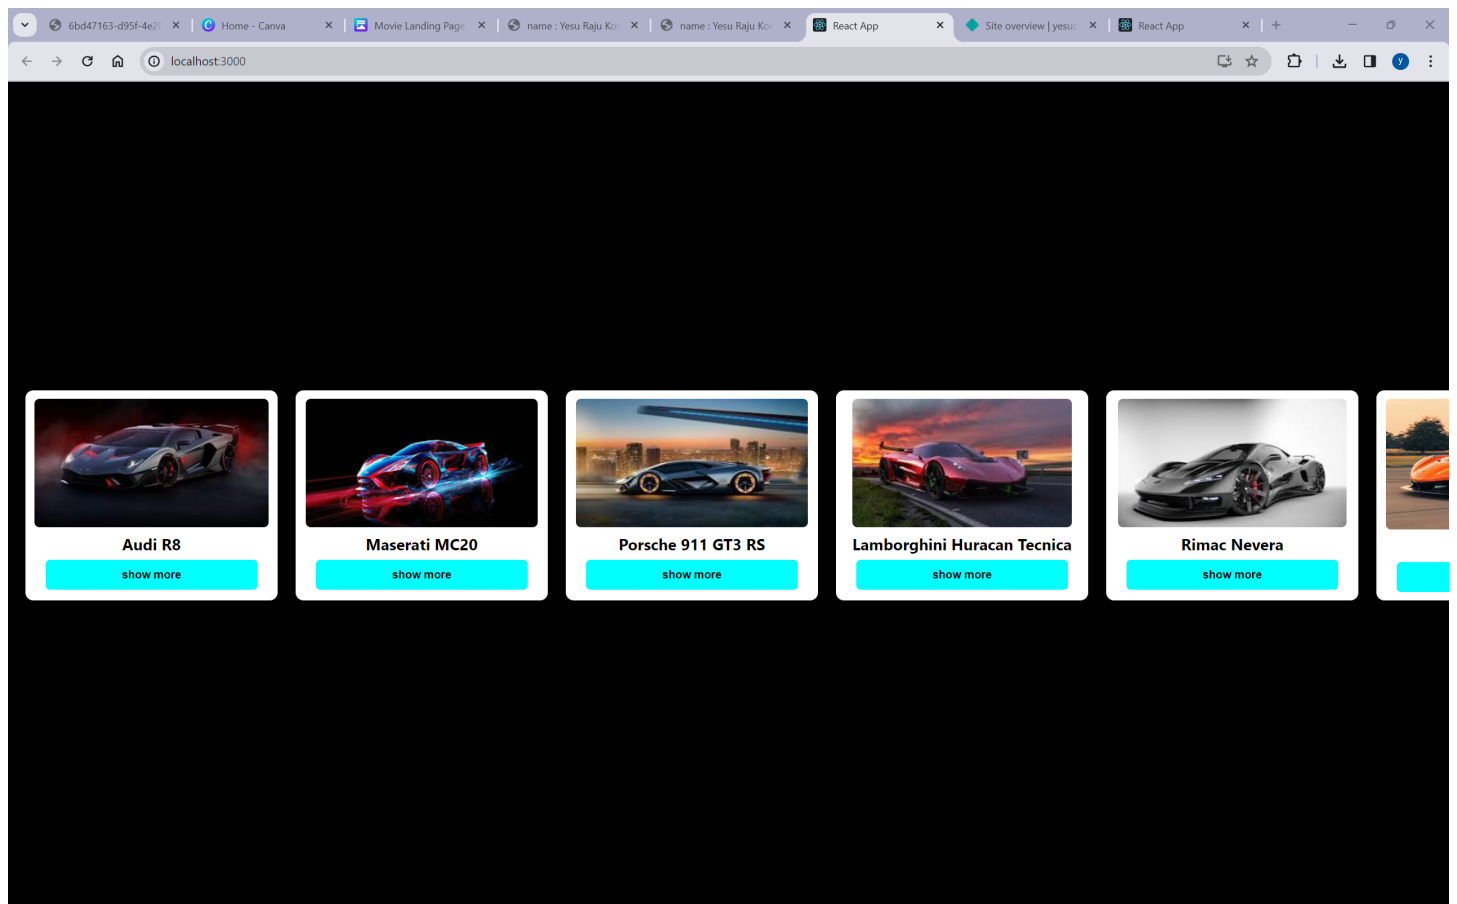 6bd47163-d95f-4e2
Home - Canva
Movie Landing Page
name : Yesu Raju Kor
name : Yesu Raju Kor
React App
Site overview | yesuc
React App
localhost:3000
y
Audi R8
show more
Maserati MC20
show more
Porsche 911 GT3 RS
show more
Lamborghini Huracan Tecnica
show more
Rimac Nevera
show more